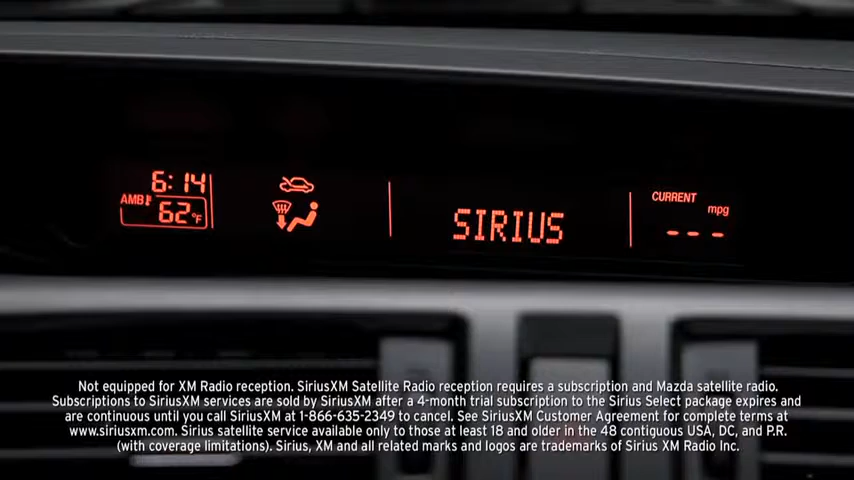 6:14
AMB
62°F
SIRIUS
CURRENT
mpg
---
Not equipped for XM Radio reception. SiriusXM Satellite Radio reception requires a subscription and Mazda satellite radio.
Subscriptions to SiriusXM services are sold by SiriusXM after a 4-month trial subscription to the Sirius Select package expires and
are continuous until you call SiriusXM at 1-866-635-2349 to cancel. See SiriusXM Customer Agreement for complete terms at
www.siriusxm.com. Sirius satellite service available only to those at least 18 and older in the 48 contiguous USA, DC, and P.R.
(with coverage limitations). Sirius, XM and all related marks and logos are trademarks of Sirius XM Radio Inc.